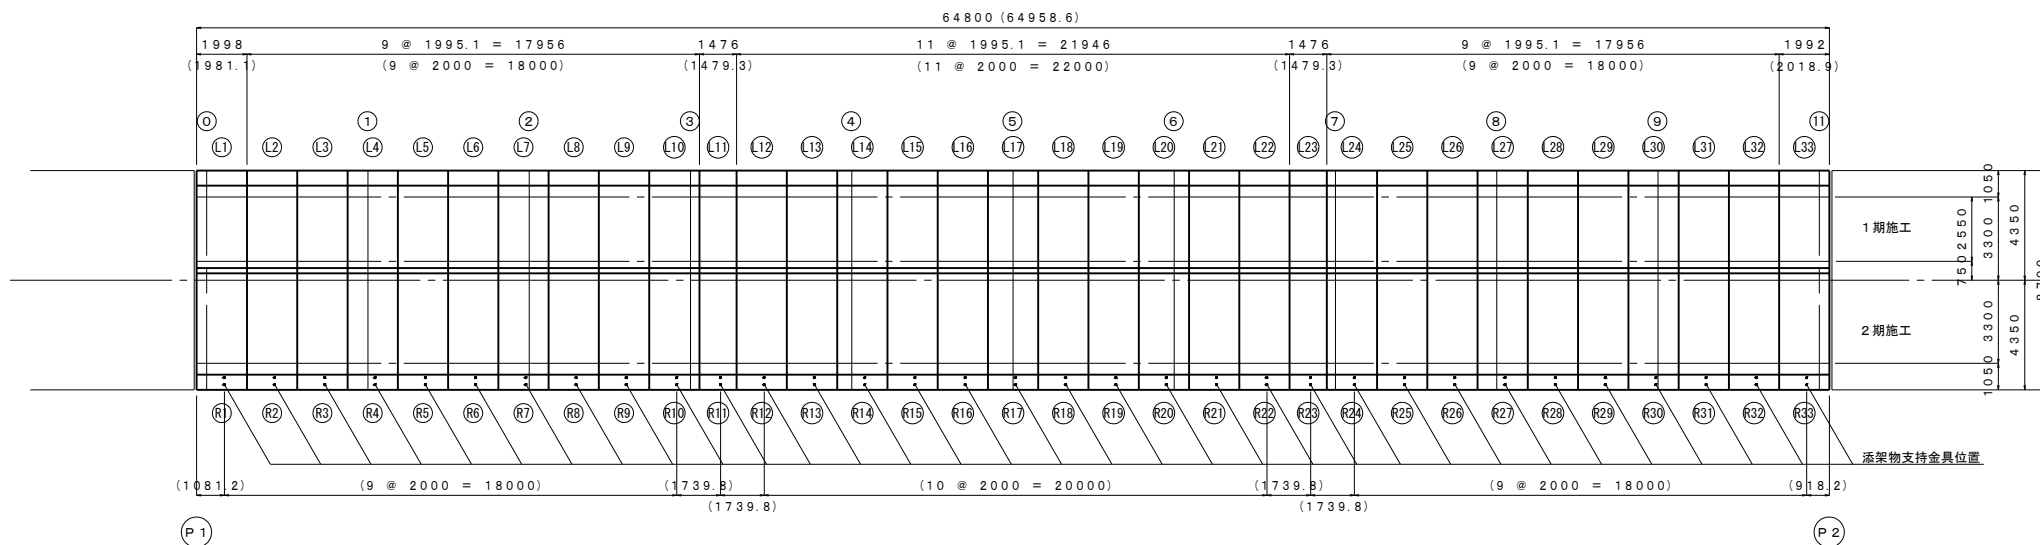 64800(64958.6)
1998 9 @ 1995.1 = 17956 1476 11 @ 1995.1 = 21946 1476 9 @ 1995.1 = 17956 1992
(1981.1) (9 @ 2000 = 18000) (1479.3) (11 @ 2000 = 22000) (1479.3) (9 @ 2000 = 18000) (2018.9)
0 1 2 3 4 5 6 7 8 9 11
L1 L2 L3 L4 L5 L6 L7 L8 L9 L10 L11 L12 L13 L14 L15 L16 L17 L18 L19 L20 L21 L22 L23 L24 L25 L26 L27 L28 L29 L30 L31 L32 L33
1期施工
2期施工
1050
2550
750
3300
4350
8700
3300
1050
4350
R1 R2 R3 R4 R5 R6 R7 R8 R9 R10 R11 R12 R13 R14 R15 R16 R17 R18 R19 R20 R21 R22 R23 R24 R25 R26 R27 R28 R29 R30 R31 R32 R33
添架物支持金具位置
(1081.2) (9 @ 2000 = 18000) (1739.8) (10 @ 2000 = 20000) (1739.8) (9 @ 2000 = 18000) (918.2)
(1739.8) (1739.8)
P1 P2